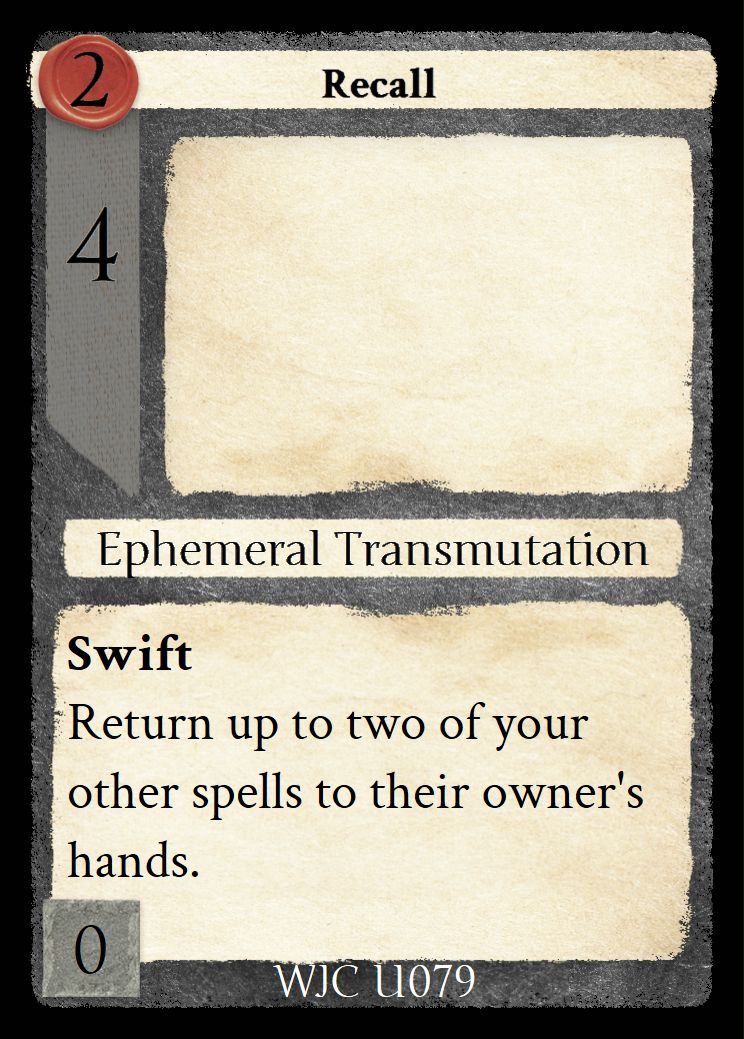 2
Recall
4
Ephemeral Transmutation
Swift
Return up to two of your
other spells to their owner's
hands.
0
WJC U079